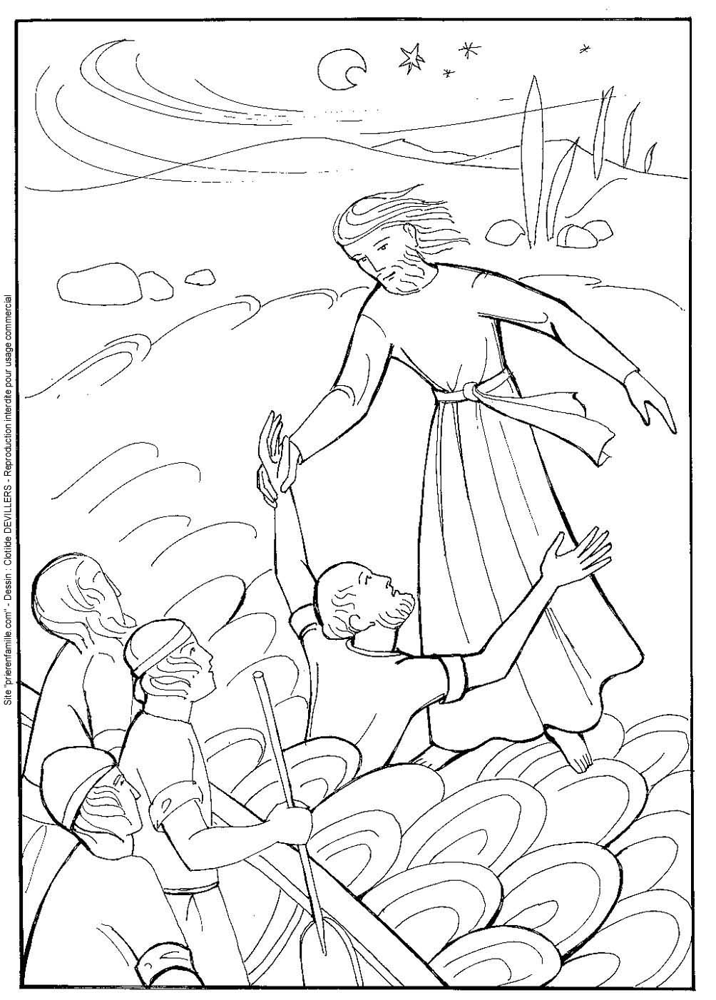 Site "prierenfamille.com" - Dessin : Clotilde DEVILLERS - Reproduction interdite pour usage commercial